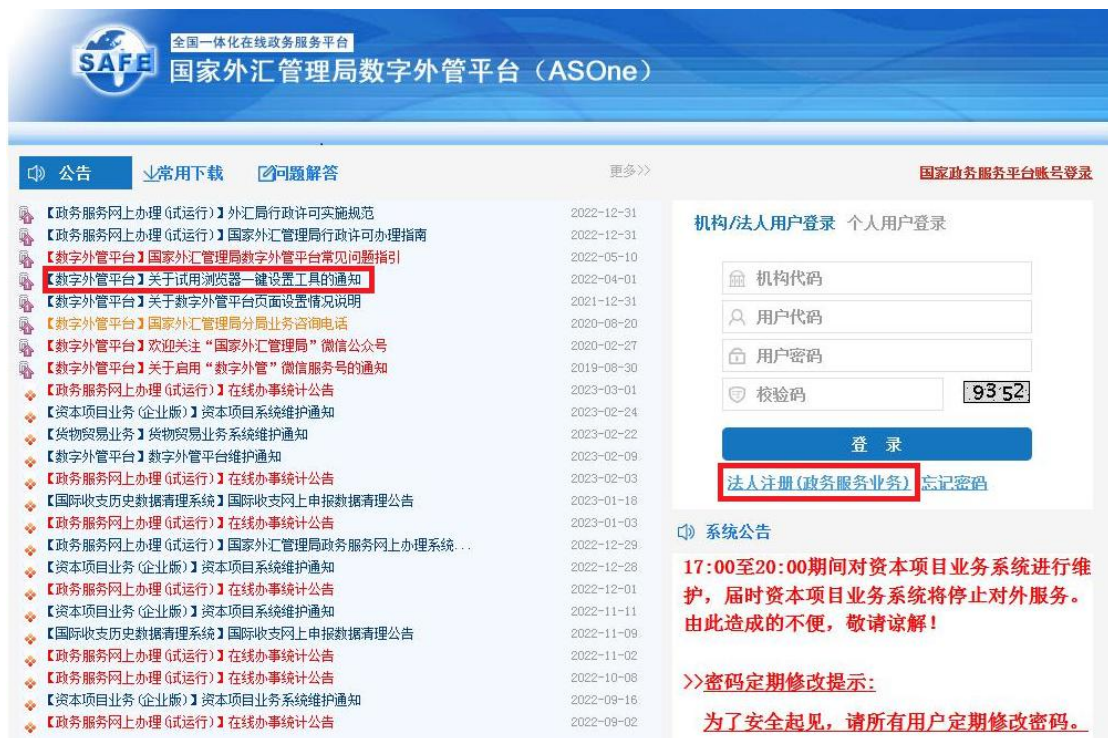 全国一体化在线政务服务平台
SAFE
国家外汇管理局数字外管平台（ASOne）
公告 常用下载 问题解答 更多>>
【政务服务网上办理(试运行)】外汇局行政许可实施规范 2022-12-31
【政务服务网上办理(试运行)】国家外汇管理局行政许可办理指南 2022-12-31
【数字外管平台】国家外汇管理局数字外管平台常见问题指引 2022-05-10
【数字外管平台】关于试用浏览器一键设置工具的通知 2022-04-01
【数字外管平台】关于数字外管平台页面设置情况说明 2021-12-31
【数字外管平台】国家外汇管理局分局业务咨询电话 2020-08-20
【数字外管平台】欢迎关注“国家外汇管理局”微信公众号 2020-02-27
【数字外管平台】关于启用“数字外管”微信服务号的通知 2019-08-30
【政务服务网上办理(试运行)】在线办事统计公告 2023-03-01
【资本项目业务(企业版)】资本项目系统维护通知 2023-02-24
【货物贸易业务】货物贸易业务系统维护通知 2023-02-22
【数字外管平台】数字外管平台维护通知 2023-02-09
【政务服务网上办理(试运行)】在线办事统计公告 2023-02-03
【国际收支历史数据清理系统】国际收支网上申报数据清理公告 2023-01-18
【政务服务网上办理(试运行)】在线办事统计公告 2023-01-03
【政务服务网上办理(试运行)】国家外汇管理局政务服务网上办理系统... 2022-12-29
【资本项目业务(企业版)】资本项目系统维护通知 2022-12-28
【政务服务网上办理(试运行)】在线办事统计公告 2022-12-01
【资本项目业务(企业版)】资本项目系统维护通知 2022-11-11
【国际收支历史数据清理系统】国际收支网上申报数据清理公告 2022-11-09
【政务服务网上办理(试运行)】在线办事统计公告 2022-11-02
【政务服务网上办理(试运行)】在线办事统计公告 2022-10-08
【资本项目业务(企业版)】资本项目业务系统维护通知 2022-09-16
【政务服务网上办理(试运行)】在线办事统计公告 2022-09-02
国家政务服务平台账号登录
机构/法人用户登录 个人用户登录
机构代码
用户代码
用户密码
校验码 9352
登 录
法人注册(政务服务业务) 忘记密码
系统公告
17:00至20:00期间对资本项目业务系统进行维
护，届时资本项目业务系统将停止对外服务。
由此造成的不便，敬请谅解！
>>密码定期修改提示:
为了安全起见，请所有用户定期修改密码。